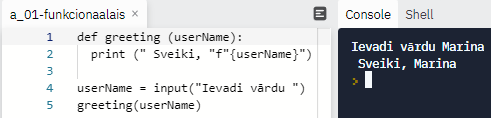 a_01-funkcionaalais ×
Console Shell
1 def greeting (userName):
2 print (" Sveiki, "f"{userName}")
3
4 userName = input("Ievadi vārdu ")
5 greeting(userName)
Ievadi vārdu Marina
Sveiki, Marina
>